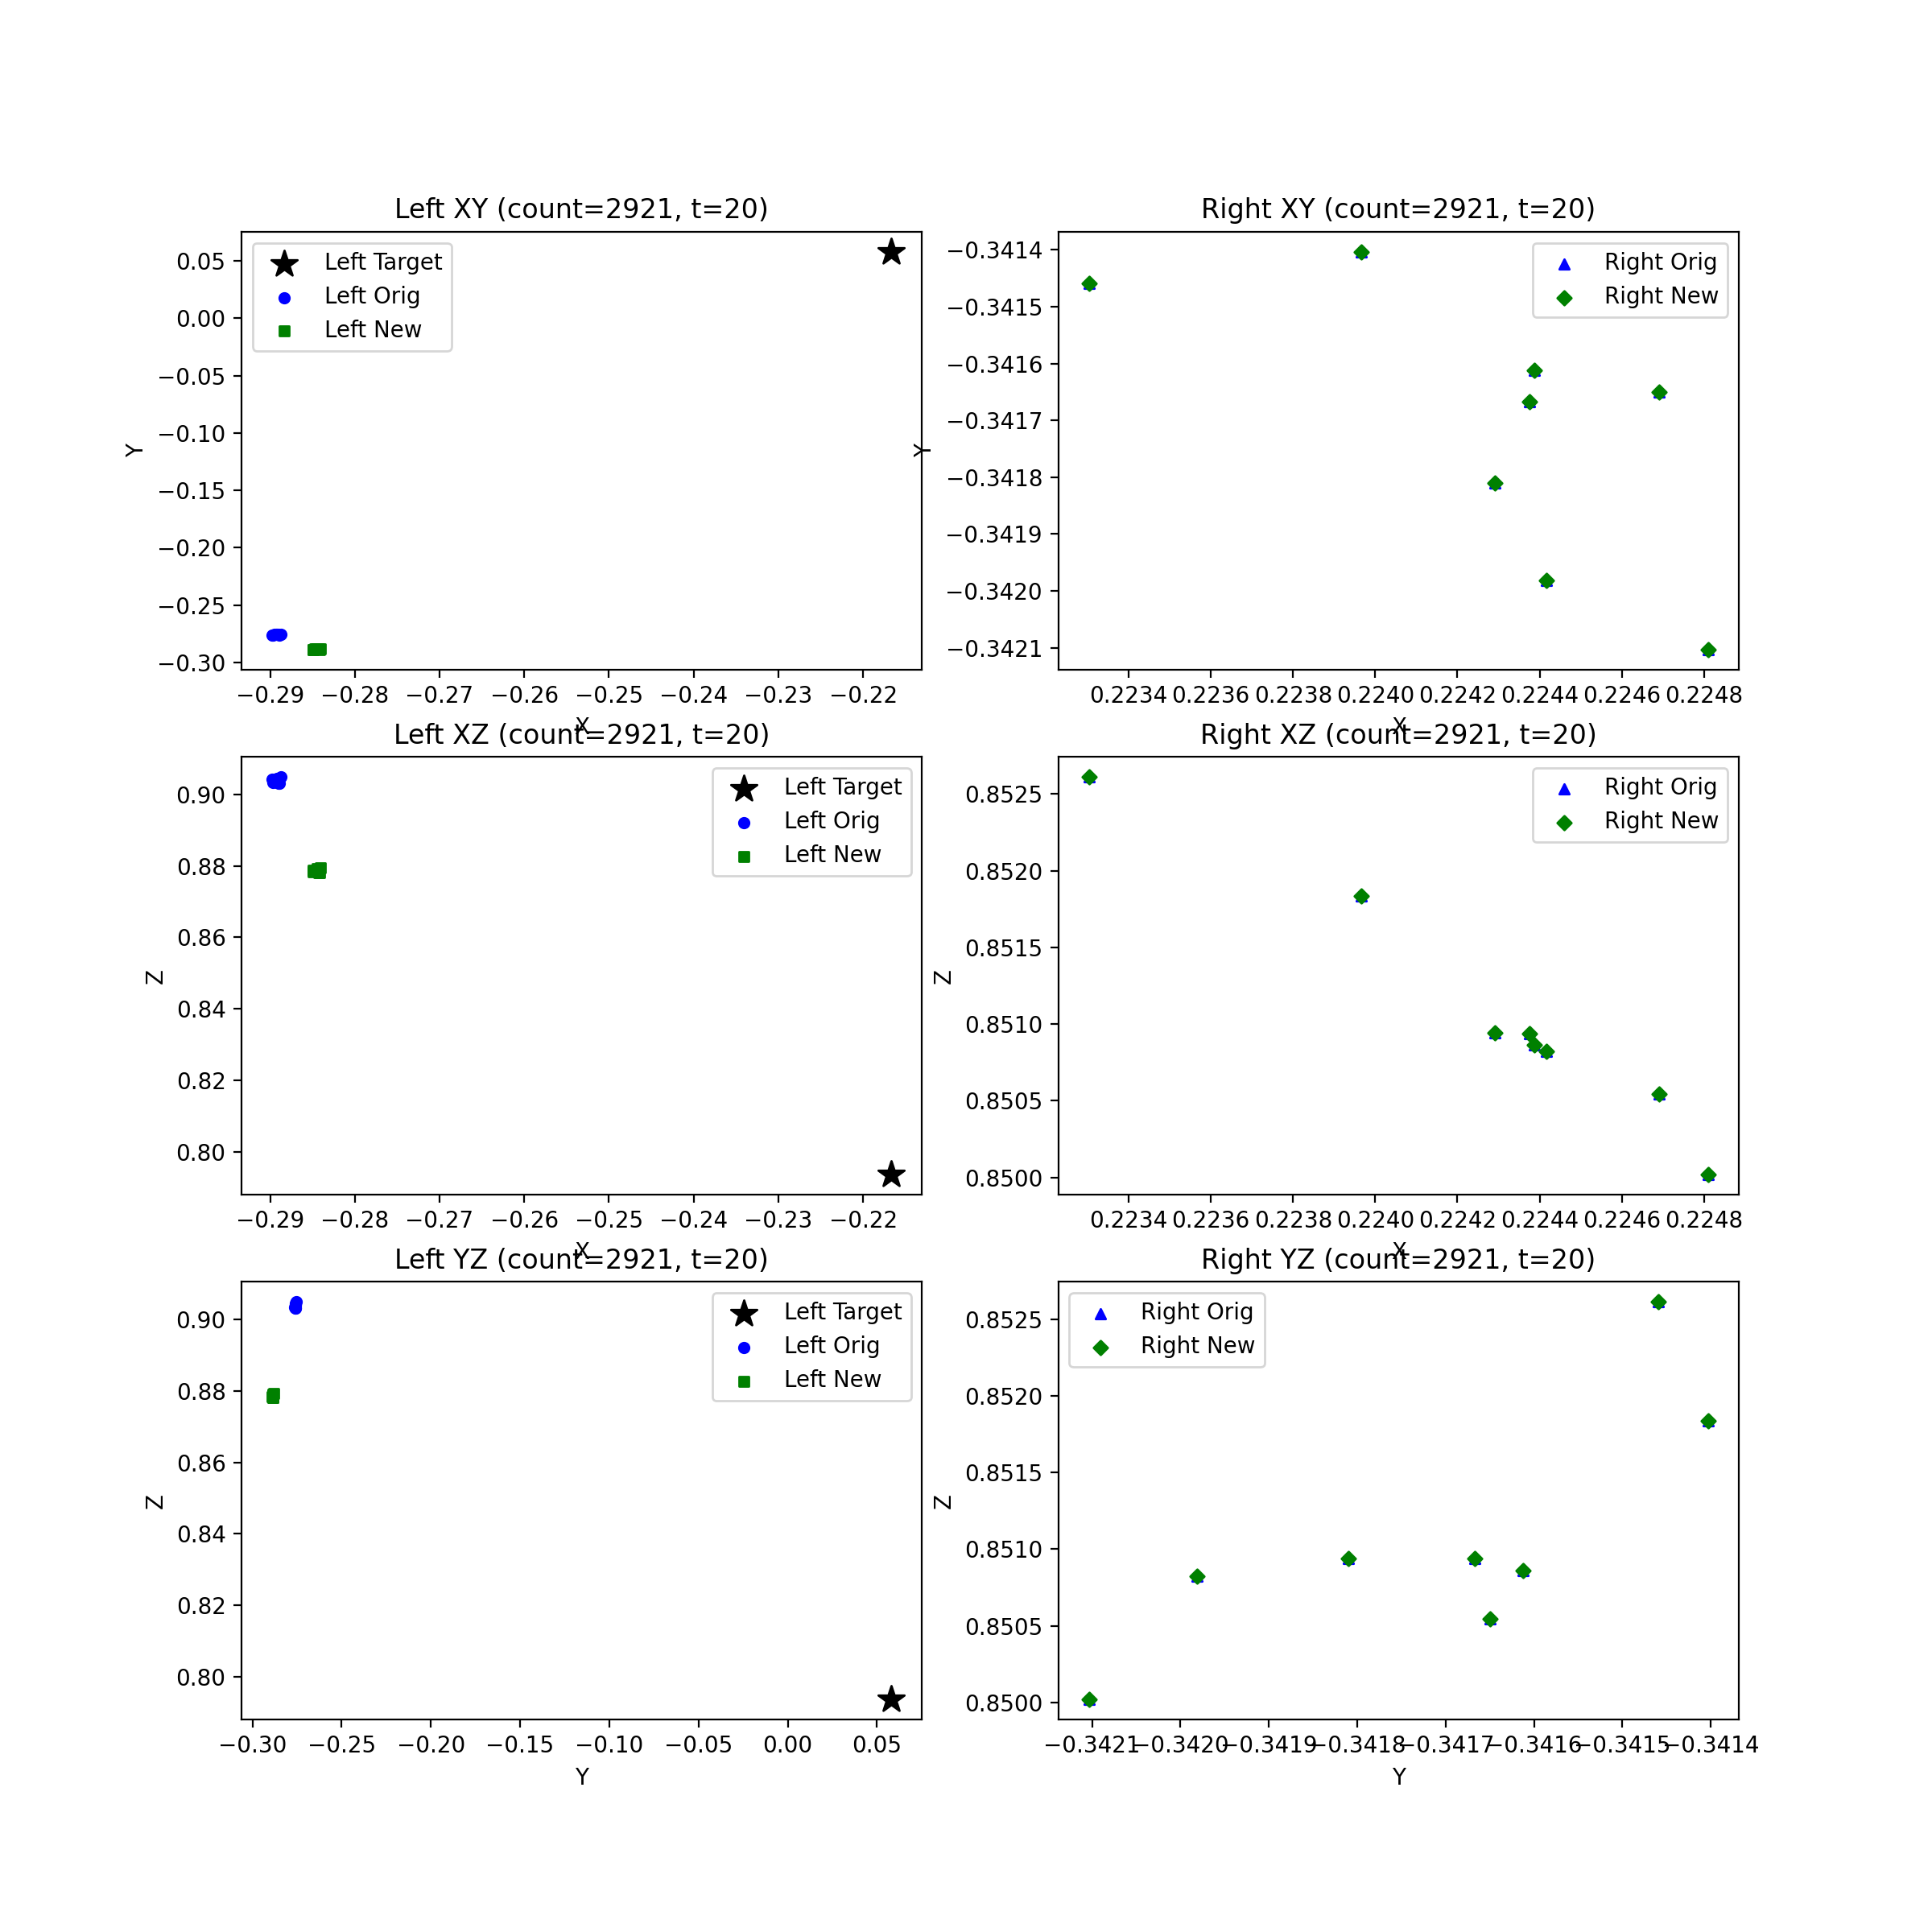 Left XY (count=2921, t=20)
Left Target
Left Orig
Left New
Y
0.05
0.00
−0.05
−0.10
−0.15
−0.20
−0.25
−0.30
−0.29 −0.28 −0.27 −0.26 −0.25 −0.24 −0.23 −0.22
X
Right XY (count=2921, t=20)
Right Orig
Right New
Y
−0.3414
−0.3415
−0.3416
−0.3417
−0.3418
−0.3419
−0.3420
−0.3421
0.2234 0.2236 0.2238 0.2240 0.2242 0.2244 0.2246 0.2248
X
Left XZ (count=2921, t=20)
Left Target
Left Orig
Left New
Z
0.90
0.88
0.86
0.84
0.82
0.80
−0.29 −0.28 −0.27 −0.26 −0.25 −0.24 −0.23 −0.22
X
Right XZ (count=2921, t=20)
Right Orig
Right New
Z
0.8525
0.8520
0.8515
0.8510
0.8505
0.8500
0.2234 0.2236 0.2238 0.2240 0.2242 0.2244 0.2246 0.2248
X
Left YZ (count=2921, t=20)
Left Target
Left Orig
Left New
Z
0.90
0.88
0.86
0.84
0.82
0.80
−0.30 −0.25 −0.20 −0.15 −0.10 −0.05 0.00 0.05
Y
Right YZ (count=2921, t=20)
Right Orig
Right New
Z
0.8525
0.8520
0.8515
0.8510
0.8505
0.8500
−0.3421 −0.3420 −0.3419 −0.3418 −0.3417 −0.3416 −0.3415 −0.3414
Y